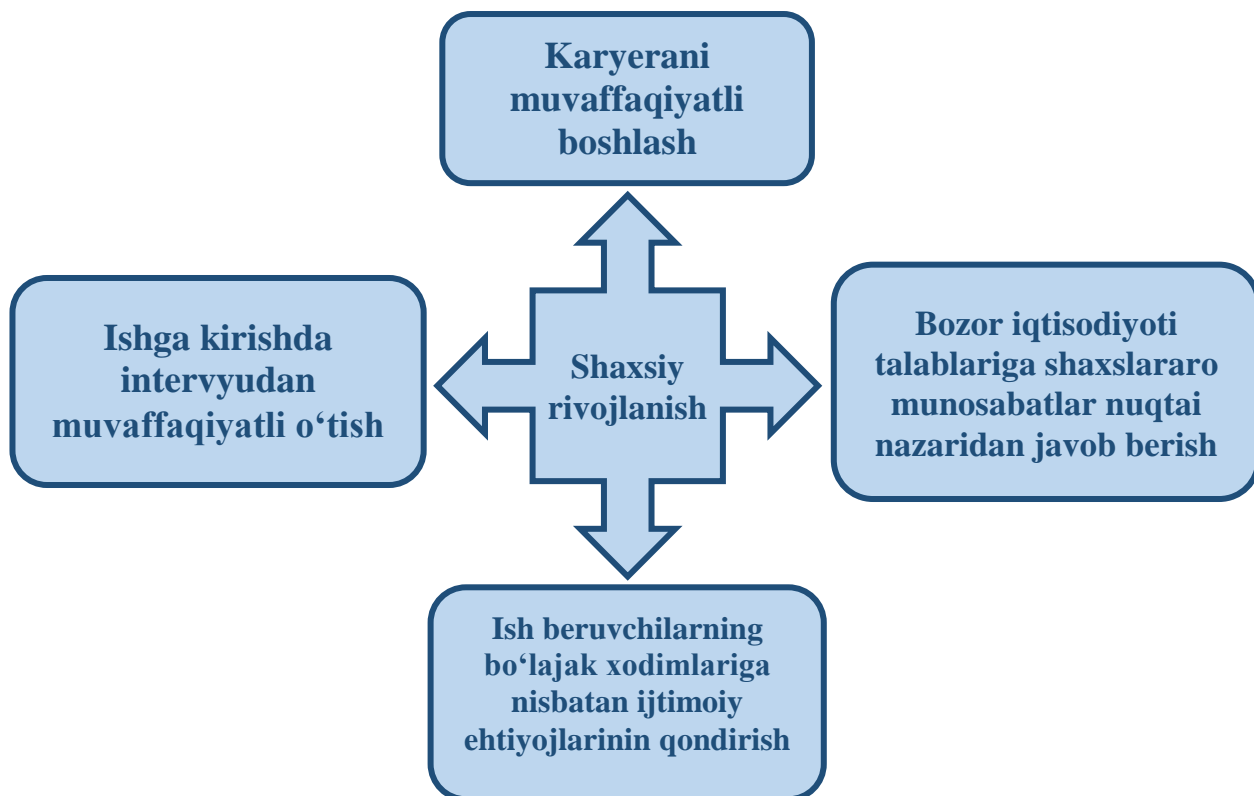 Karyerani
muvaffaqiyatli
boshlash
Ishga kirishda
intervyudan
muvaffaqiyatli o‘tish
Shaxsiy
rivojlanish
Bozor iqtisodiyoti
talablariga shaxslararo
munosabatlar nuqtai
nazaridan javob berish
Ish beruvchilarning
bo‘lajak xodimlariga
nisbatan ijtimoiy
ehtiyojlarinin qondirish